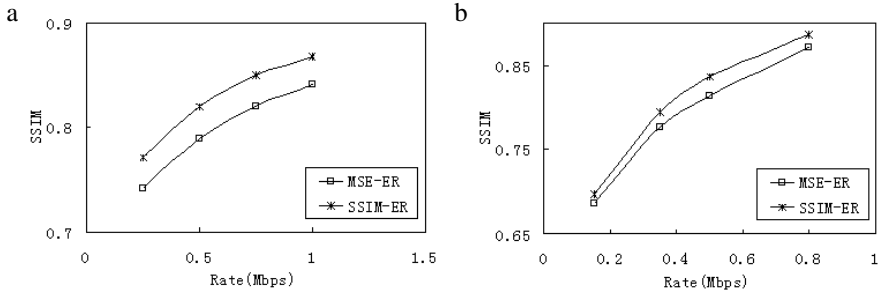 a
0.9
0.8
0.7
SSIM
0
0.5
1
1.5
Rate(Mbps)
MSE-ER
SSIM-ER
b
0.85
0.75
0.65
SSIM
0
0.2
0.4
0.6
0.8
1
Rate(Mbps)
MSE-ER
SSIM-ER